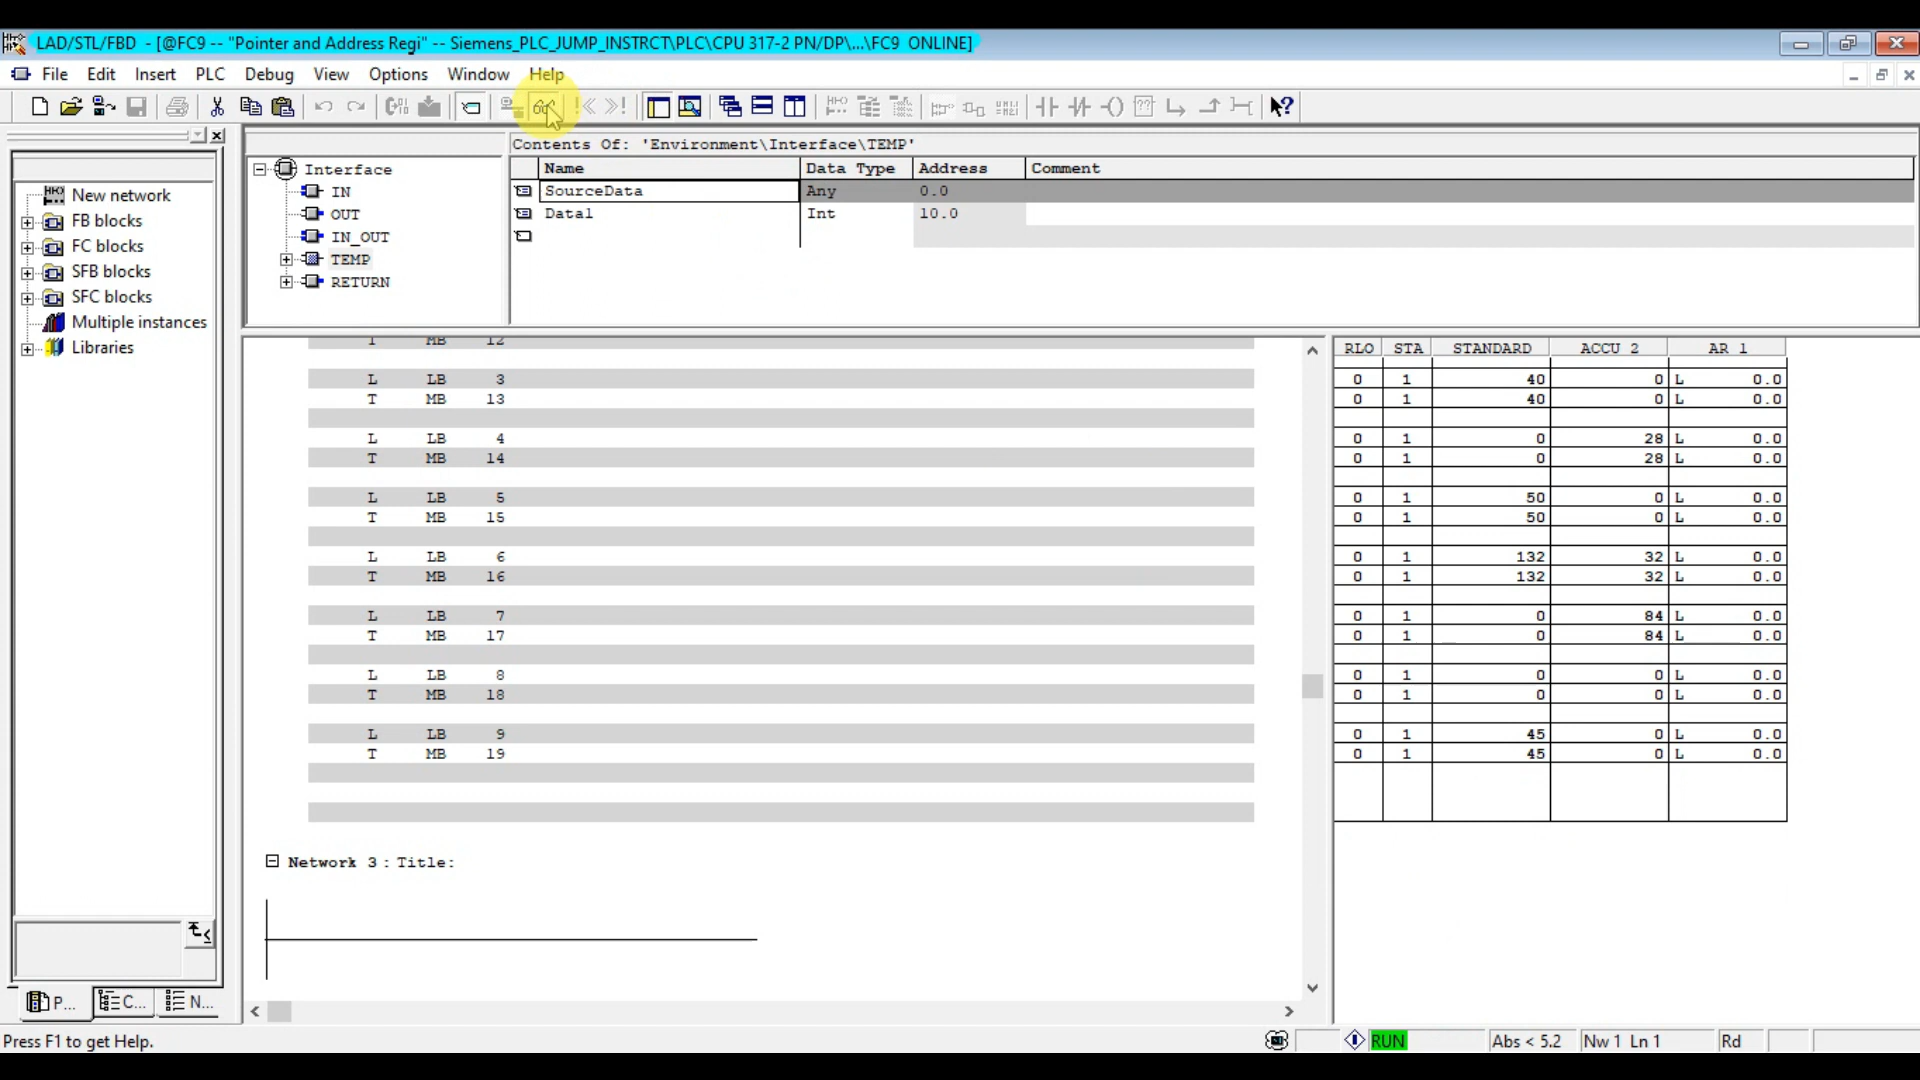 LAD/STL/FBD - [@FC9 -- "Pointer and Address Regi" -- Siemens_PLC_JUMP_INSTRCT\PLC\CPU 317-2 PN/DP\...\FC9 ONLINE]
File Edit Insert PLC Debug View Options Window Help
New network
FB blocks
FC blocks
SFB blocks
SFC blocks
Multiple instances
Libraries
P... C... N...
Interface
IN
OUT
IN_OUT
TEMP
RETURN
Contents Of: 'Environment\Interface\TEMP'
Name Data Type Address Comment
SourceData Any 0.0
Data1 Int 10.0
T MB 12
L LB 3
T MB 13
L LB 4
T MB 14
L LB 5
T MB 15
L LB 6
T MB 16
L LB 7
T MB 17
L LB 8
T MB 18
L LB 9
T MB 19
Network 3 : Title:
RLO STA STANDARD ACCU 2 AR 1
0 1 40 0 L 0.0
0 1 40 0 L 0.0
0 1 0 28 L 0.0
0 1 0 28 L 0.0
0 1 50 0 L 0.0
0 1 50 0 L 0.0
0 1 132 32 L 0.0
0 1 132 32 L 0.0
0 1 0 84 L 0.0
0 1 0 84 L 0.0
0 1 0 0 L 0.0
0 1 0 0 L 0.0
0 1 45 0 L 0.0
0 1 45 0 L 0.0
Press F1 to get Help. RUN Abs < 5.2 Nw 1 Ln 1 Rd